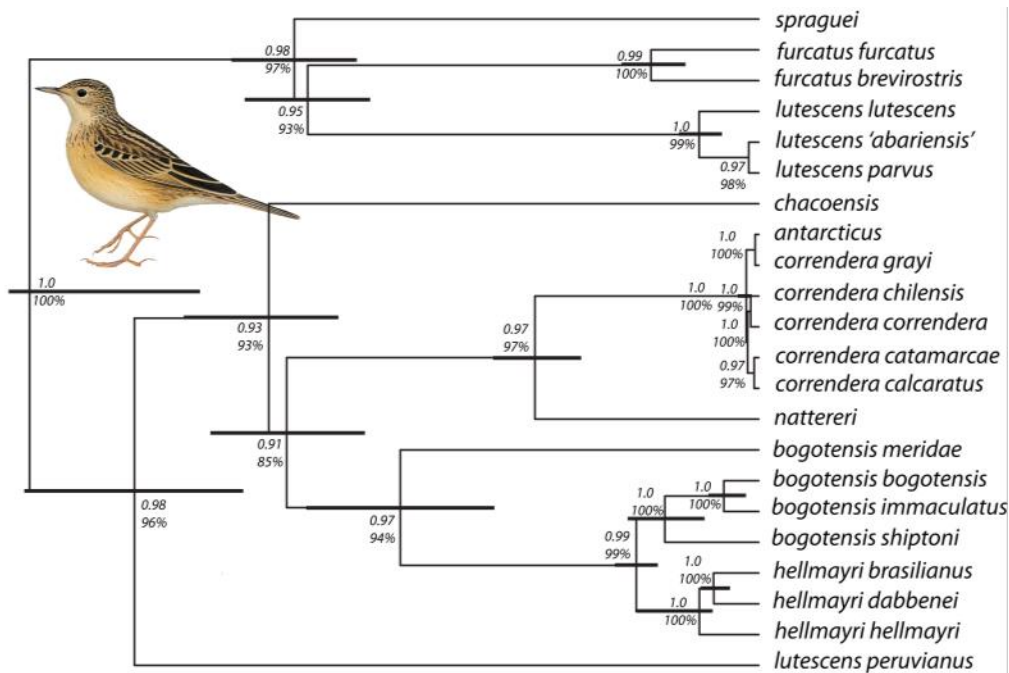 spraguei
0.98
97%
furcatus furcatus
0.99
100%
furcatus brevirostris
0.95
93%
lutescens lutescens
1.0
99%
lutescens ‘abariensis’
0.97
98%
lutescens parvus
chacoensis
antarcticus
1.0
100%
correndera grayi
1.0
100%
1.0
100%
1.0
99%
correndera chilensis
0.93
93%
correndera correndera
1.0
100%
0.97
97%
correndera catamarcae
0.97
97%
correndera calcaratus
nattereri
0.91
85%
bogotensis meridae
bogotensis bogotensis
1.0
100%
1.0
100%
bogotensis immaculatus
0.98
96%
0.97
94%
bogotensis shiptoni
0.99
99%
hellmayri brasilianus
1.0
100%
hellmayri dabbenei
1.0
100%
hellmayri hellmayri
lutescens peruvianus